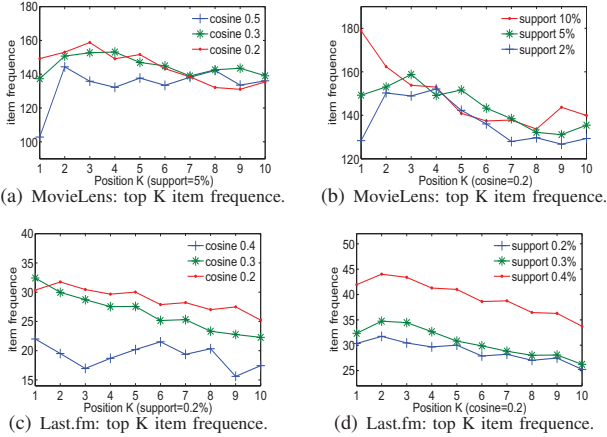 180
160
140
120
100
item frequence
cosine 0.5
cosine 0.3
cosine 0.2
1 2 3 4 5 6 7 8 9 10
Position K (support=5%)
(a) MovieLens: top K item frequence.
200
180
160
140
120
item frequence
support 10%
support 5%
support 2%
1 2 3 4 5 6 7 8 9 10
Position K (cosine=0.2)
(b) MovieLens: top K item frequence.
40
35
30
25
20
15
item frequence
cosine 0.4
cosine 0.3
cosine 0.2
1 2 3 4 5 6 7 8 9 10
Position K (support=0.2%)
(c) Last.fm: top K item frequence.
50
45
40
35
30
25
item frequence
support 0.2%
support 0.3%
support 0.4%
1 2 3 4 5 6 7 8 9 10
Position K (cosine=0.2)
(d) Last.fm: top K item frequence.